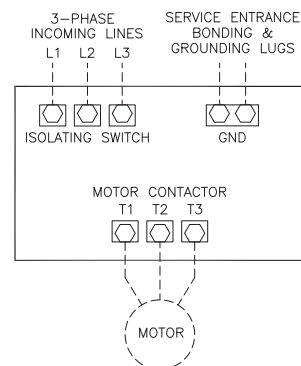 3-PHASE
INCOMING LINES
L1 L2 L3
SERVICE ENTRANCE
BONDING &
GROUNDING LUGS
ISOLATING SWITCH
GND
MOTOR CONTACTOR
T1 T2 T3
MOTOR